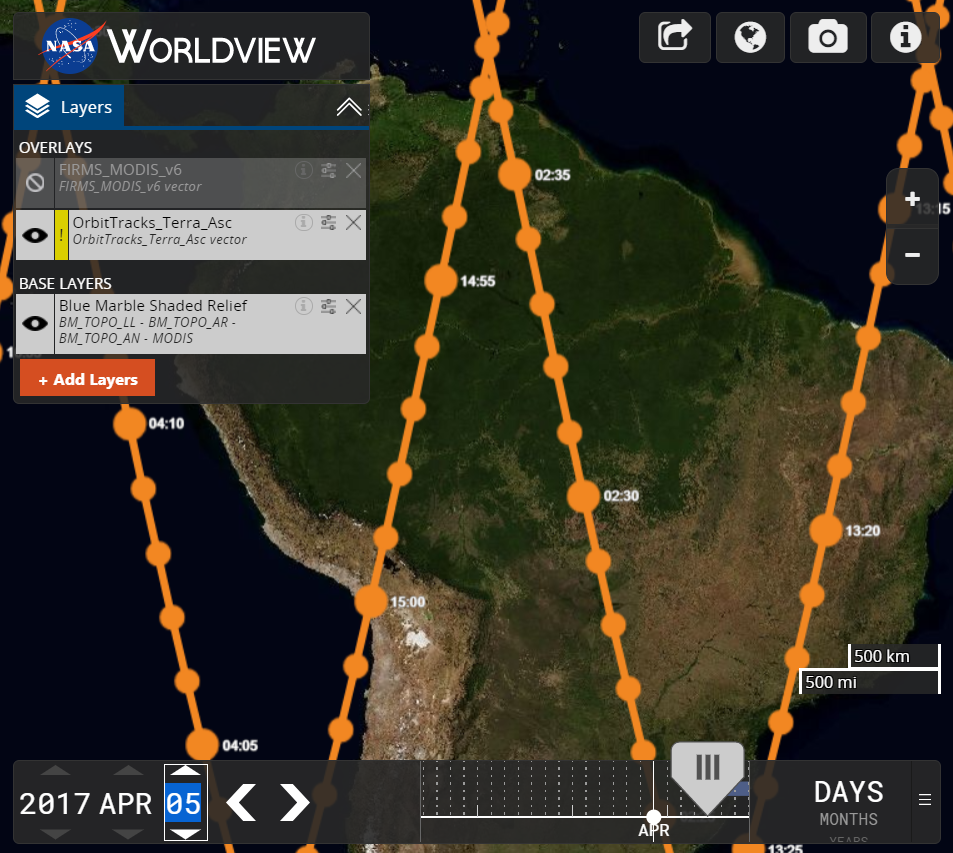 NASA WORLDVIEW
Layers
OVERLAYS
FIRMS_MODIS_v6
FIRMS_MODIS_v6 vector
! OrbitTracks_Terra_Asc
OrbitTracks_Terra_Asc vector
BASE LAYERS
Blue Marble Shaded Relief
BM_TOPO_LL - BM_TOPO_AR -
BM_TOPO_AN - MODIS
+ Add Layers
02:35
13:15
14:55
04:10
02:30
13:20
15:00
500 km
500 mi
04:05
2017 APR 05
APR
DAYS
MONTHS
YEARS
13:25